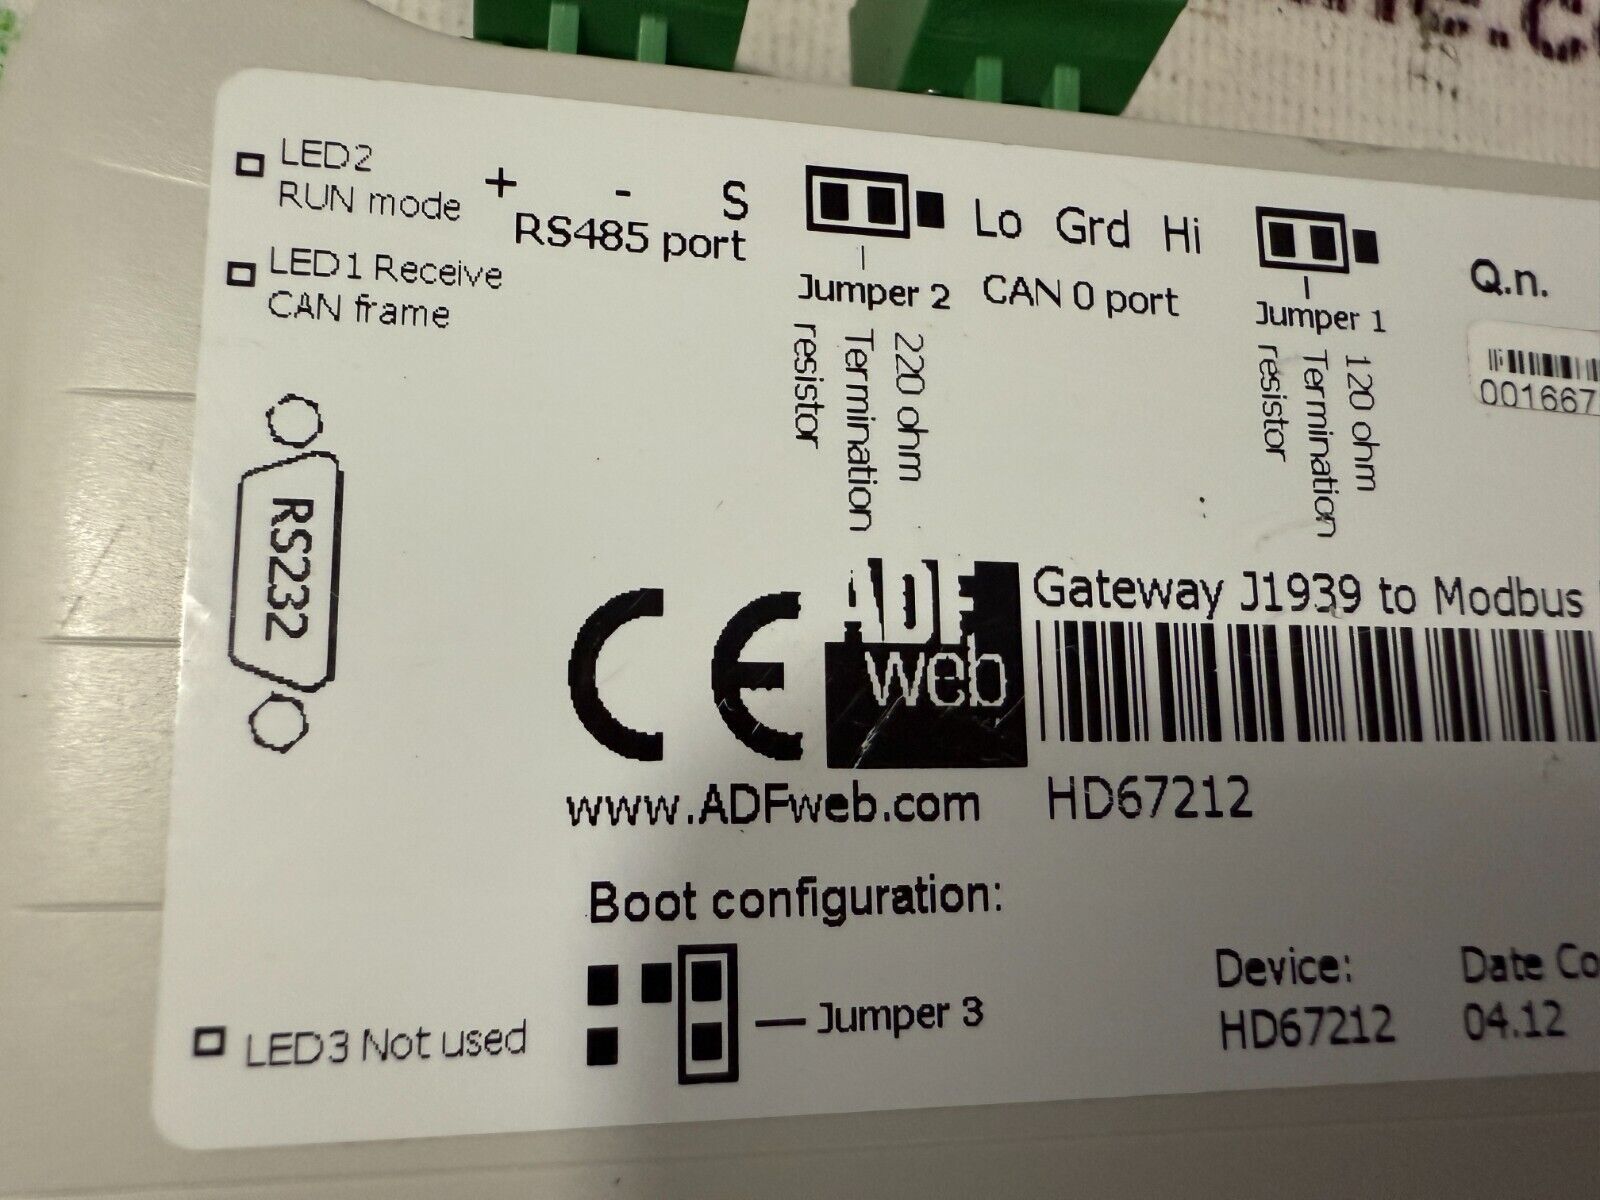 LED2
RUN mode
+ - S
RS485 port
LED1 Receive
CAN frame
Jumper 2
220 ohm
Termination
resistor
Lo Grd Hi
CAN 0 port
Jumper 1
120 ohm
Termination
resistor
Q.n.
001667
RS232
CE
ADF
web
Gateway J1939 to Modbus
www.ADFweb.com
HD67212
Boot configuration:
Jumper 3
LED3 Not used
Device:
HD67212
Date Co
04.12